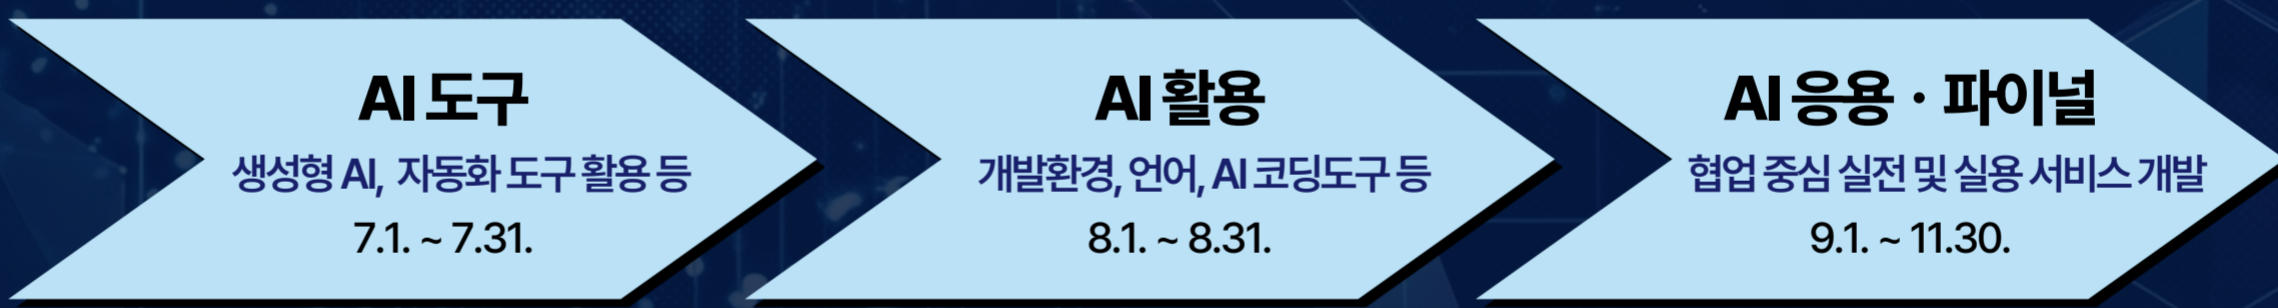 AI 도구
생성형 AI, 자동화 도구 활용 등
7.1. ~ 7.31.
AI 활용
개발환경, 언어, AI 코딩도구 등
8.1. ~ 8.31.
AI 응용 · 파이널
협업 중심 실전 및 실용 서비스 개발
9.1. ~ 11.30.